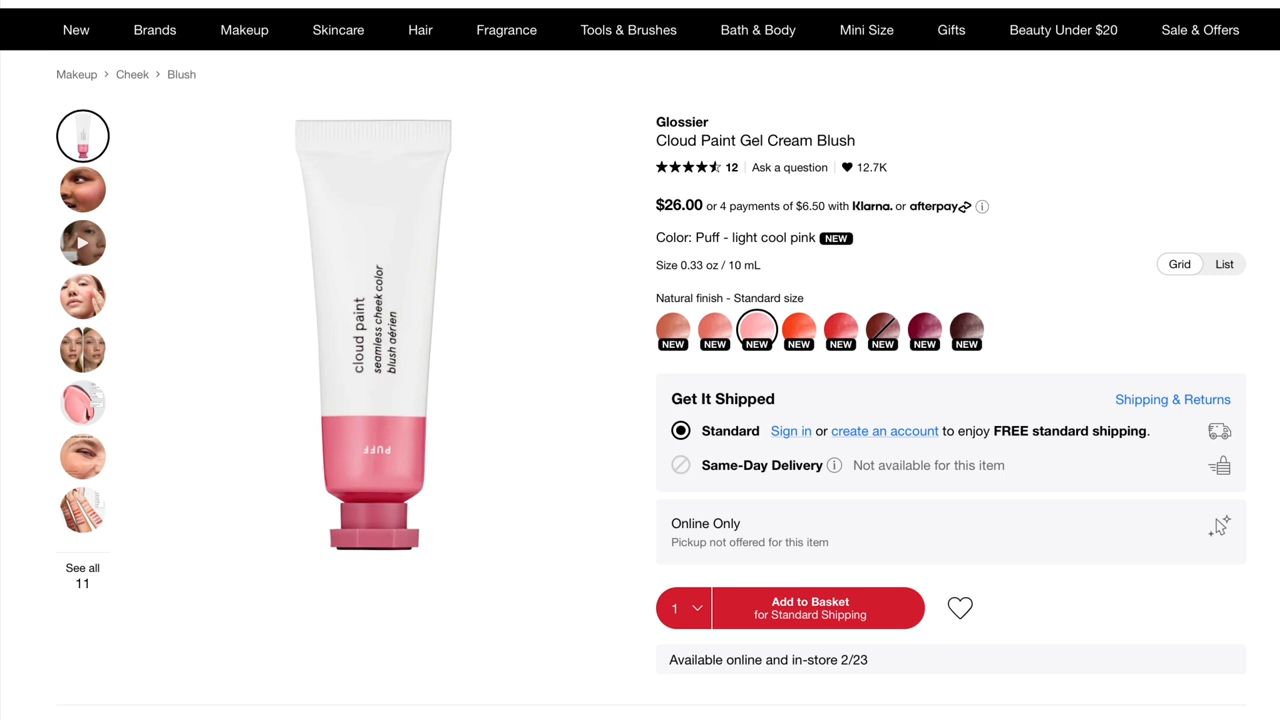 New Brands Makeup Skincare Hair Fragrance Tools & Brushes Bath & Body Mini Size Gifts Beauty Under $20 Sale & Offers
Makeup > Cheek > Blush
See all
11
cloud paint
seamless cheek color
blush aérien
PUFF
Glossier
Cloud Paint Gel Cream Blush
12 Ask a question 12.7K
$26.00 or 4 payments of $6.50 with Klarna. or afterpay
Color: Puff - light cool pink NEW
Size 0.33 oz / 10 mL
Grid List
Natural finish - Standard size
NEW NEW NEW NEW NEW NEW NEW NEW
Get It Shipped Shipping & Returns
Standard Sign in or create an account to enjoy FREE standard shipping.
Same-Day Delivery Not available for this item
Online Only
Pickup not offered for this item
1 Add to Basket
for Standard Shipping
Available online and in-store 2/23